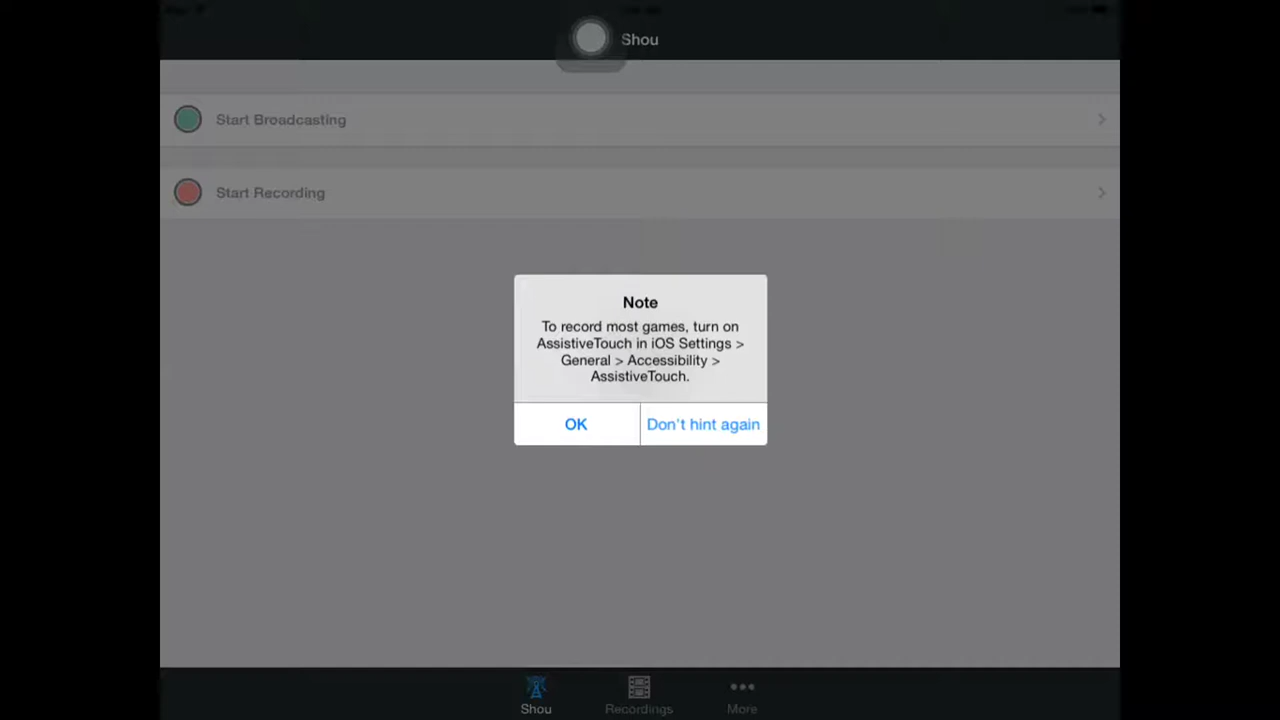 Shou
Start Broadcasting
Start Recording
Note
To record most games, turn on
AssistiveTouch in iOS Settings >
General > Accessibility >
AssistiveTouch.
OK
Don't hint again
Shou
Recordings
More